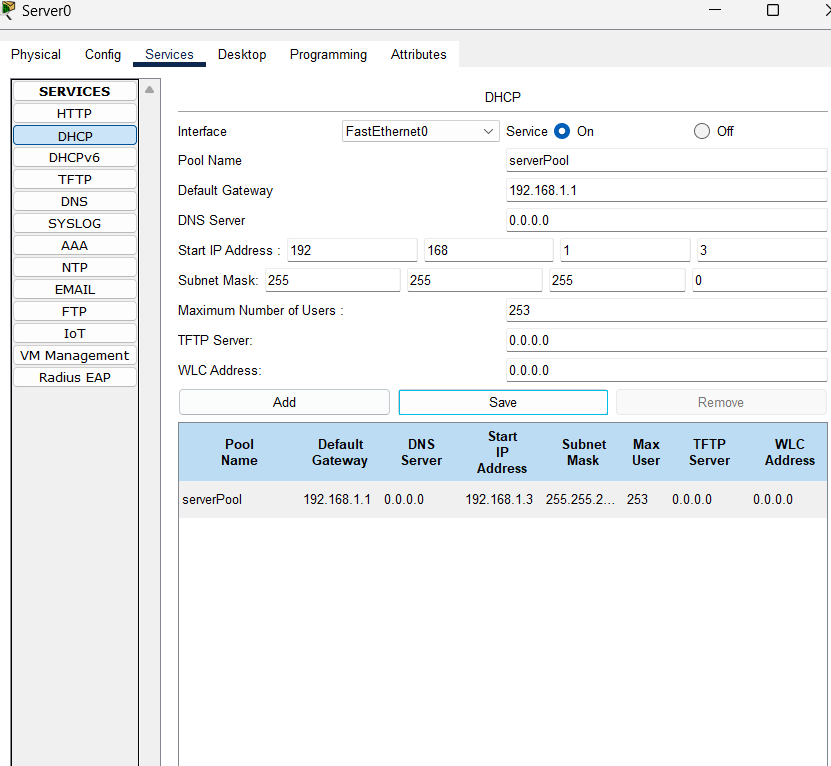 Server0
Physical Config Services Desktop Programming Attributes
SERVICES
HTTP
DHCP
DHCPv6
TFTP
DNS
SYSLOG
AAA
NTP
EMAIL
FTP
IoT
VM Management
Radius EAP
DHCP
Interface FastEthernet0 Service On Off
Pool Name serverPool
Default Gateway 192.168.1.1
DNS Server 0.0.0.0
Start IP Address : 192 168 1 3
Subnet Mask: 255 255 255 0
Maximum Number of Users : 253
TFTP Server: 0.0.0.0
WLC Address: 0.0.0.0
Add Save Remove
Pool Name Default Gateway DNS Server Start IP Address Subnet Mask Max User TFTP Server WLC Address
serverPool 192.168.1.1 0.0.0.0 192.168.1.3 255.255.2... 253 0.0.0.0 0.0.0.0